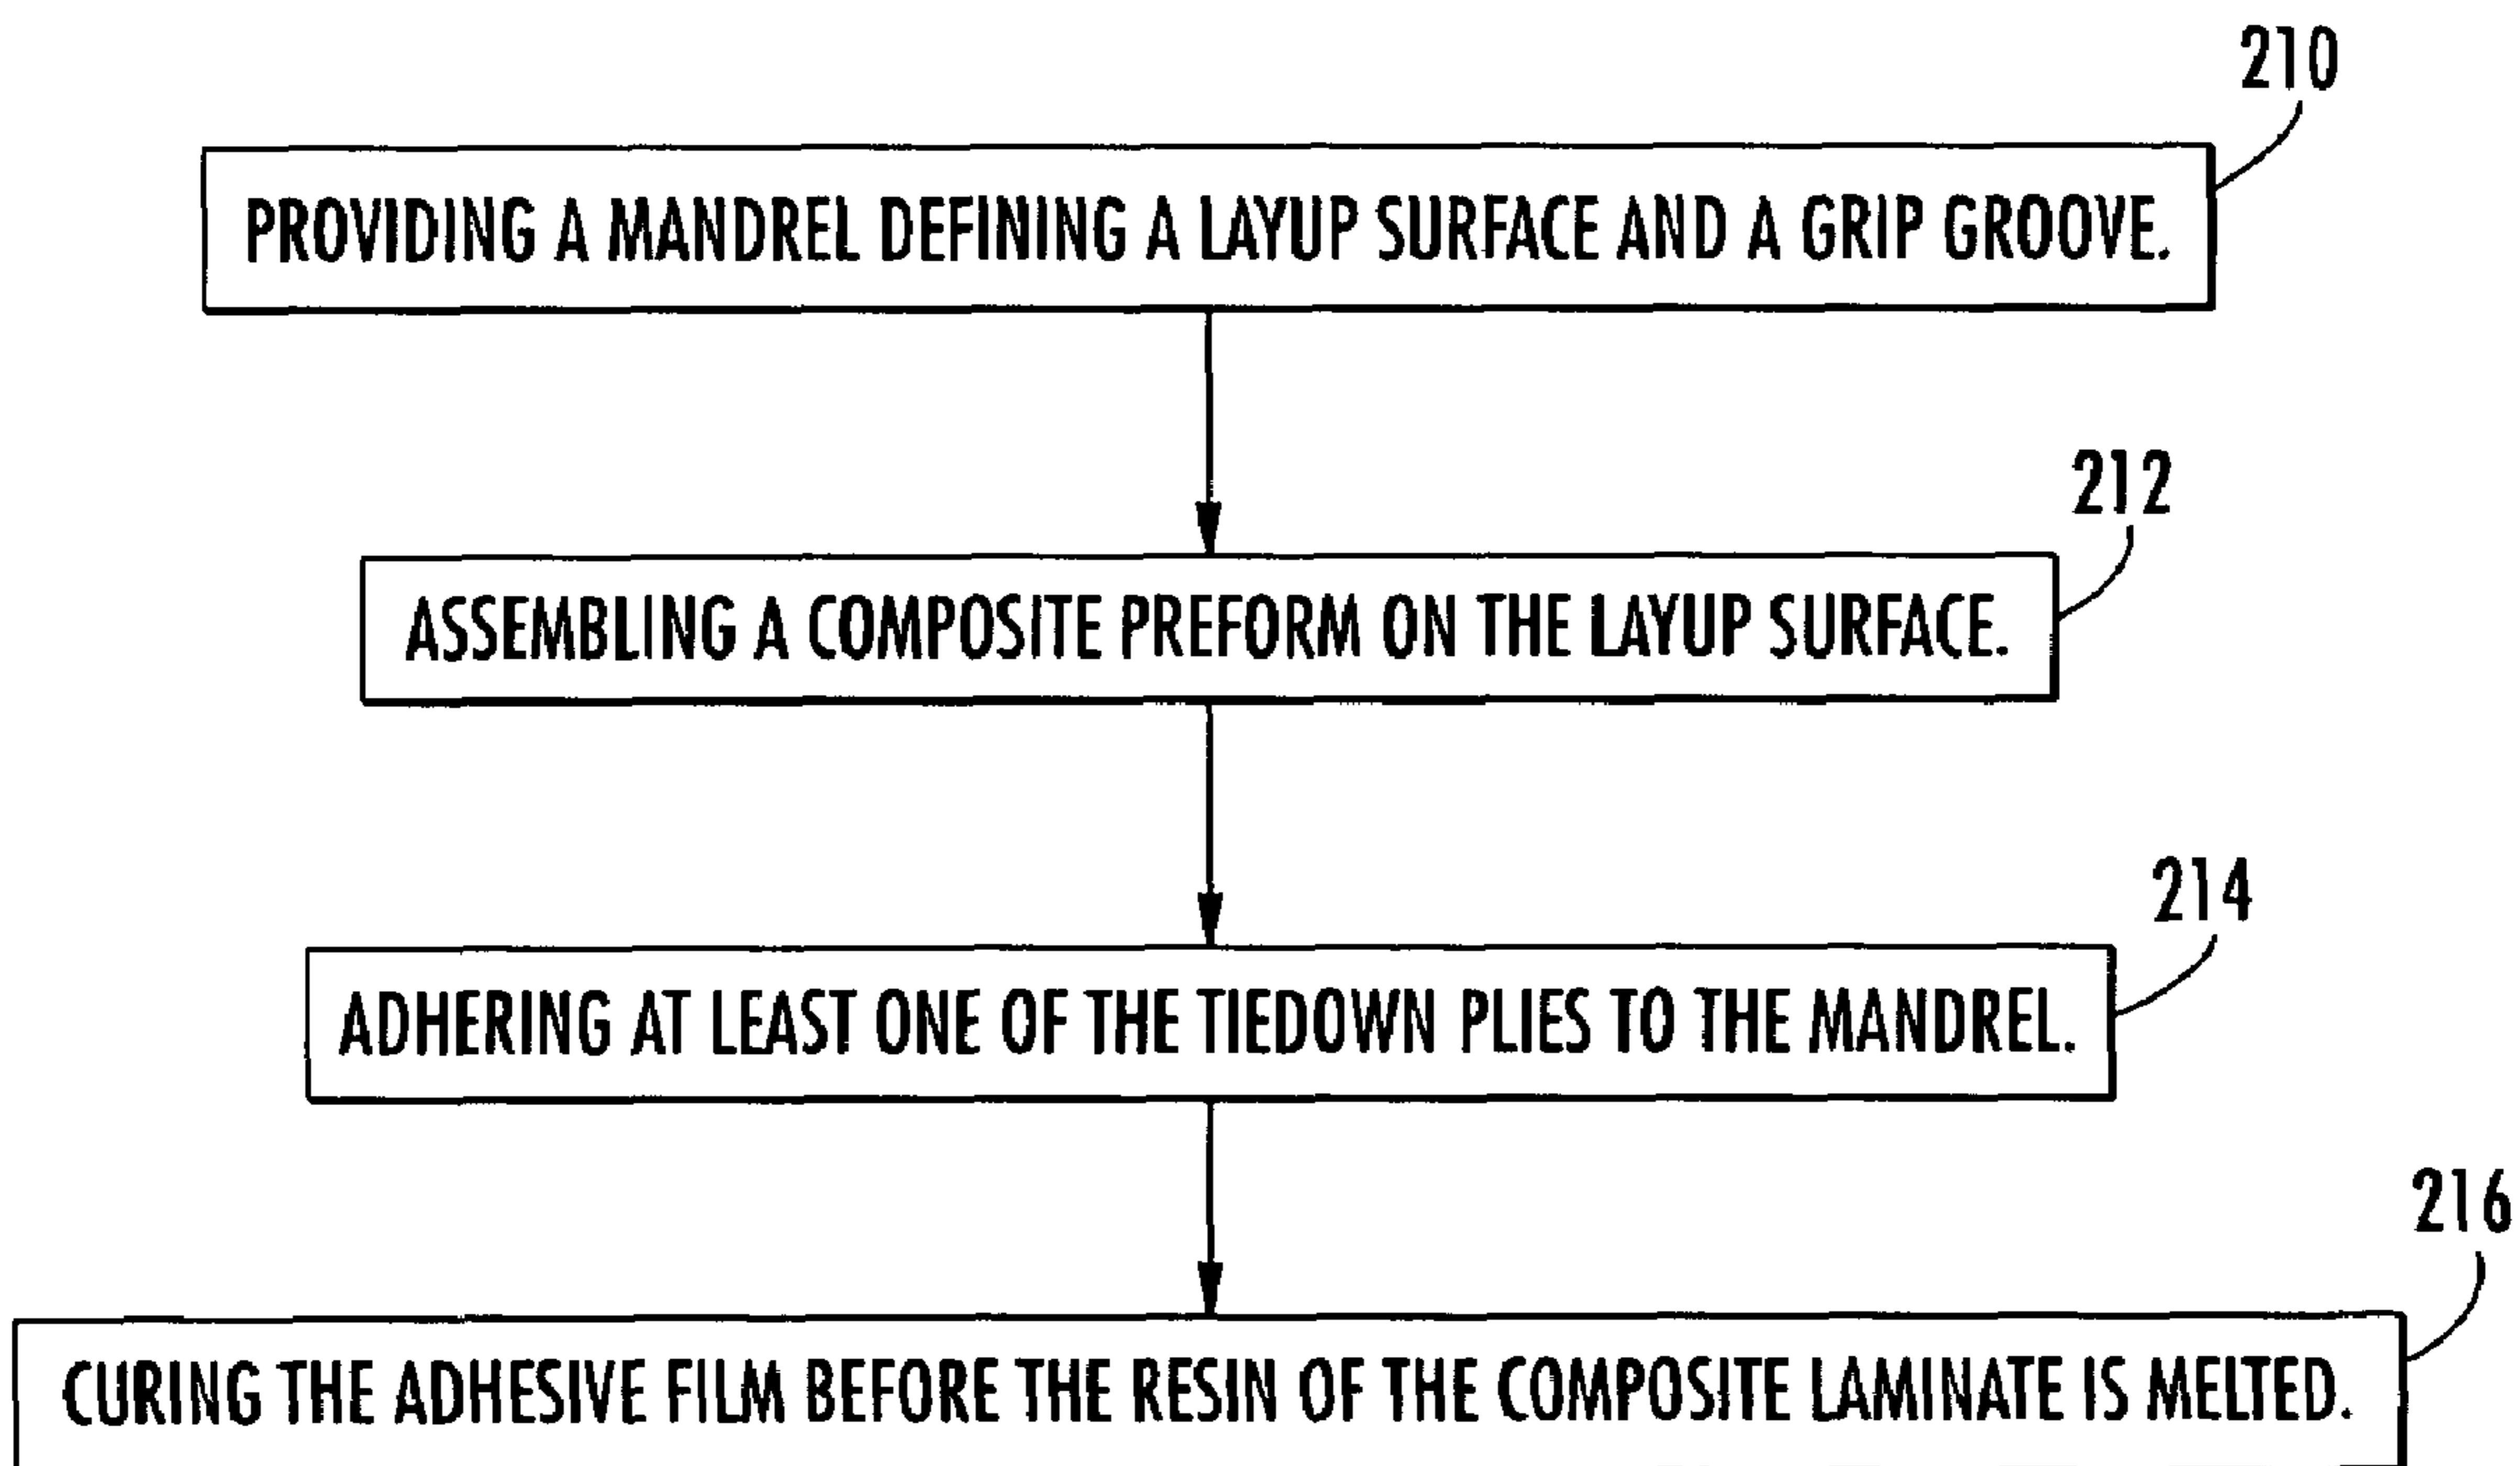 210
PROVIDING A MANDREL DEFINING A LAYUP SURFACE AND A GRIP GROOVE.
212
ASSEMBLING A COMPOSITE PREFORM ON THE LAYUP SURFACE.
214
ADHERING AT LEAST ONE OF THE TIEDOWN PLIES TO THE MANDREL.
216
CURING THE ADHESIVE FILM BEFORE THE RESIN OF THE COMPOSITE LAMINATE IS MELTED.